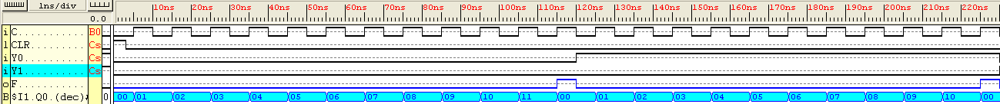 1ns/div
0.0
10ns 20ns 30ns 40ns 50ns 60ns 70ns 80ns 90ns 100ns 110ns 120ns 130ns 140ns 150ns 160ns 170ns 180ns 190ns 200ns 210ns 220ns
i C........... B0
l CLR......... Cs
i Y0.......... Cs
i Y1.......... Cs
o F...........
B $I1.Q0.(dec)# 0 00 01 02 03 04 05 06 07 08 09 10 11 00 01 02 03 04 05 06 07 08 09 10 00